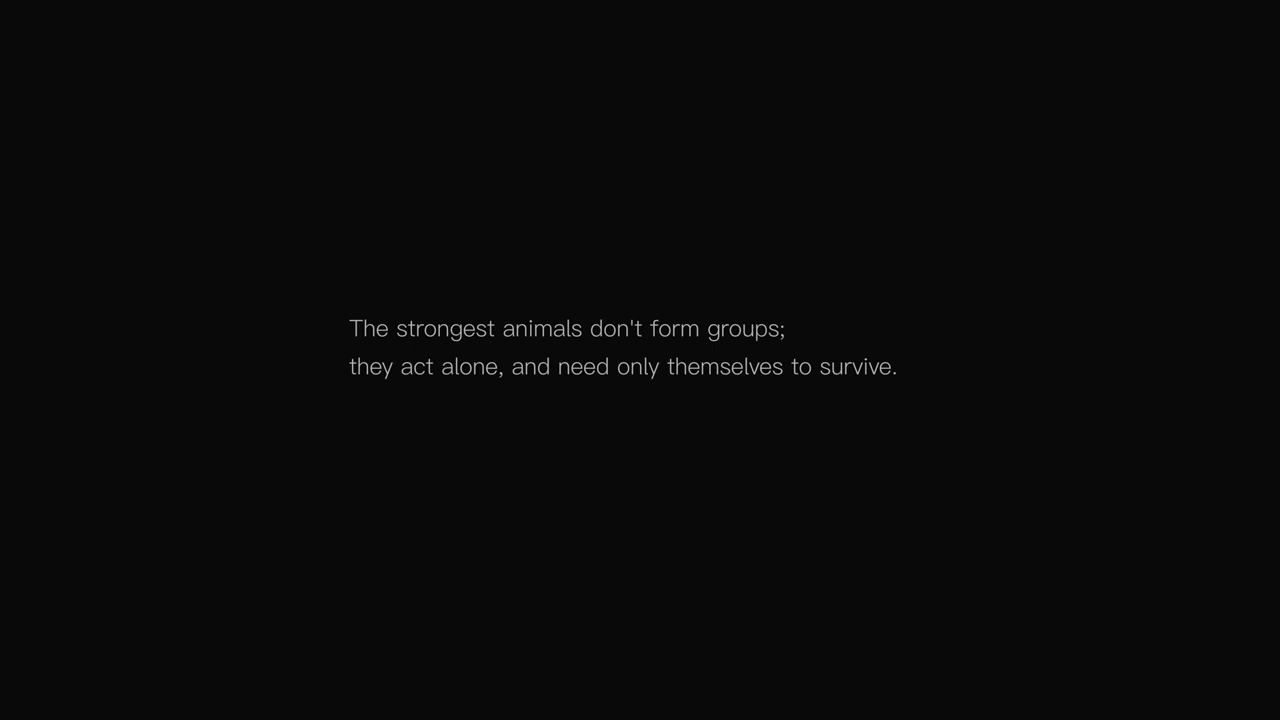 The strongest animals don't form groups;
they act alone, and need only themselves to survive.